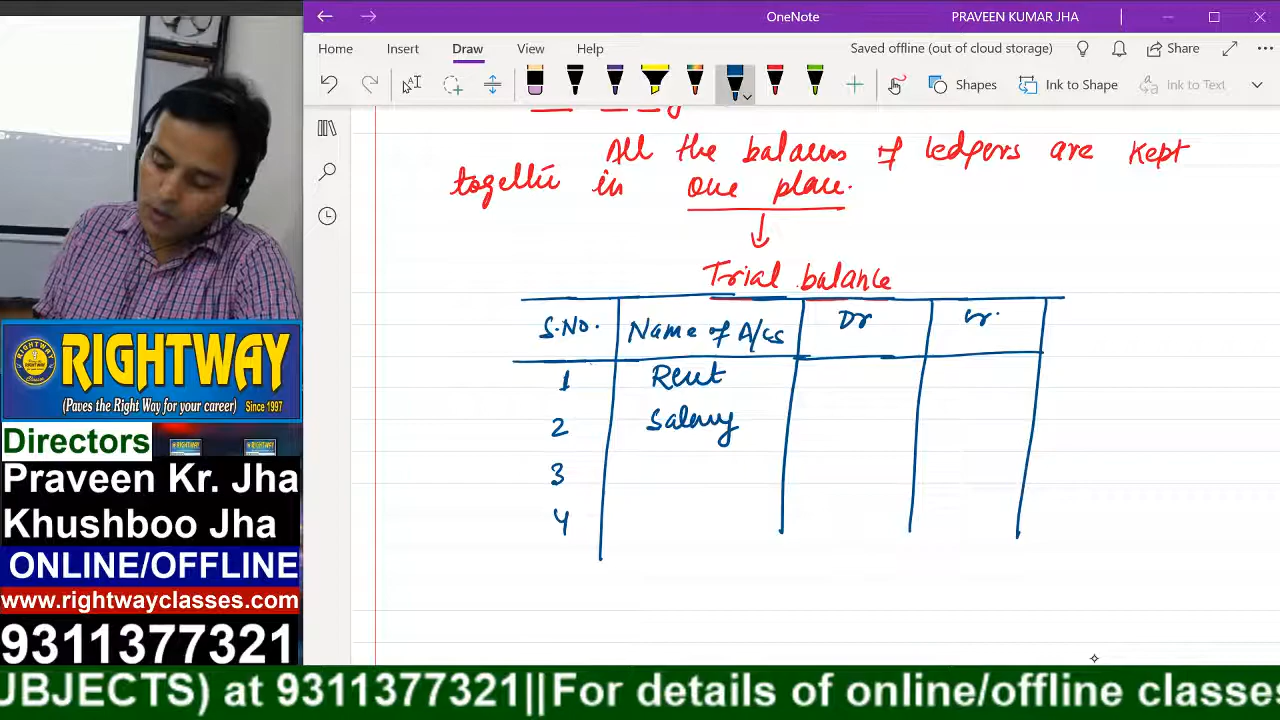 OneNote
PRAVEEN KUMAR JHA
Home Insert Draw View Help
Saved offline (out of cloud storage)
Share
Shapes
Ink to Shape
Ink to Text
All the balances of ledgers are kept
together in one place.
Trial balance
S.No. Name of A/cs Dr Cr.
1 Rent
2 Salary
3
4
RIGHTWAY
(Paves the Right Way for your career) Since 1997
Directors
Praveen Kr. Jha
Khushboo Jha
ONLINE/OFFLINE
www.rightwayclasses.com
9311377321
UBJECTS) at 9311377321||For details of online/offline classes